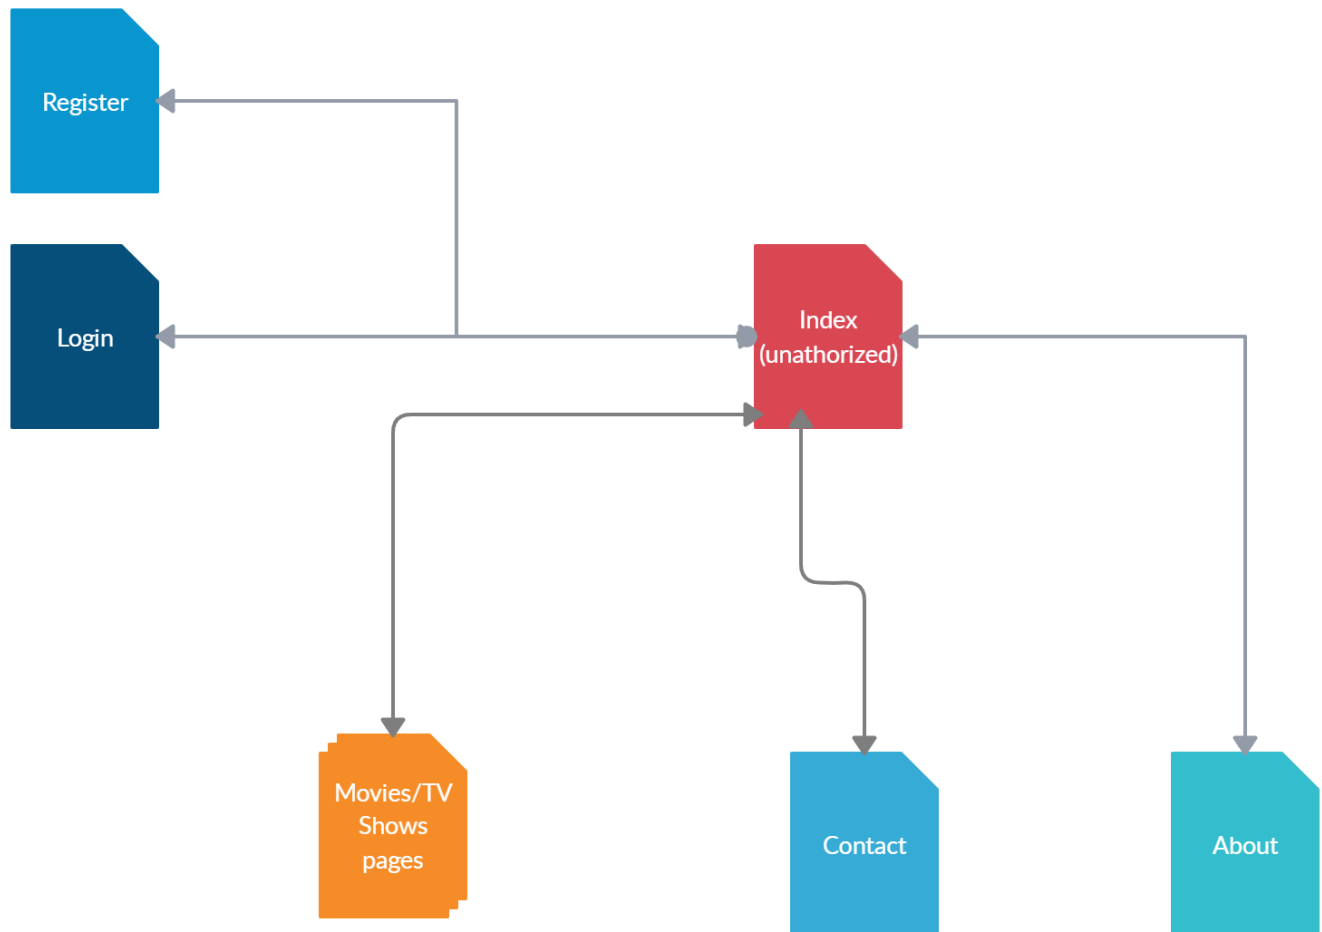 Register
Login
Index
(unathorized)
Movies/TV
Shows
pages
Contact
About